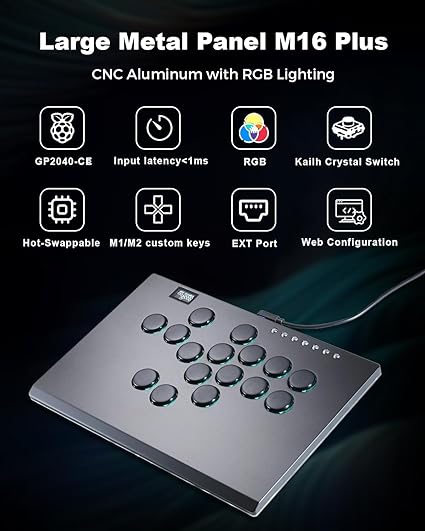 Large Metal Panel M16 Plus
CNC Aluminum with RGB Lighting
GP2040-CE
Input latency<1ms
RGB
Kailh Crystal Switch
Hot-Swappable
M1/M2 custom keys
EXT Port
Web Configuration